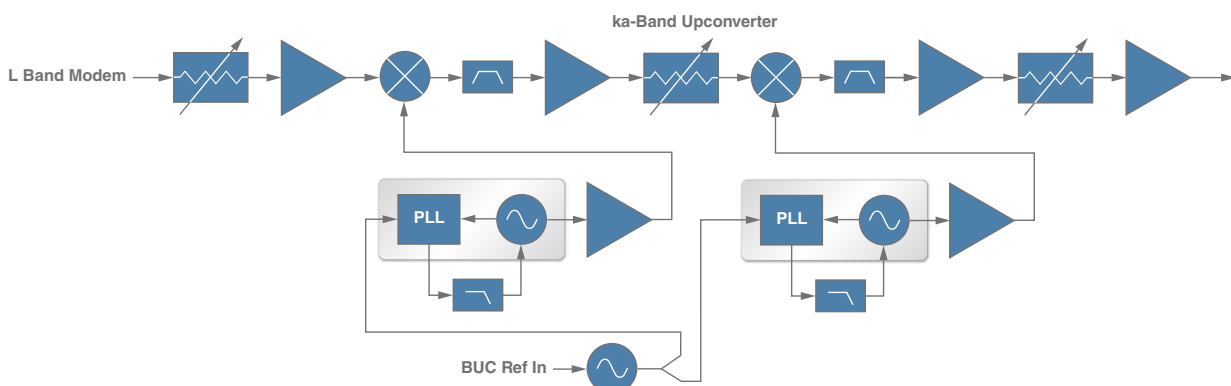 ka-Band Upconverter
L Band Modem
PLL
PLL
BUC Ref In